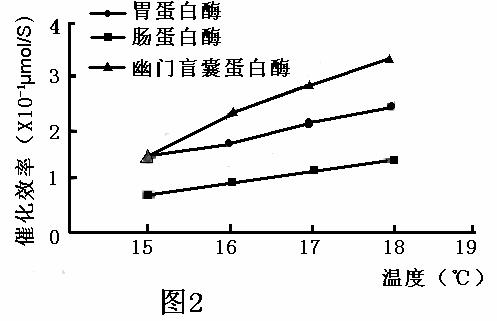 胃蛋白酶
肠蛋白酶
幽门盲囊蛋白酶
催化效率（X10⁻¹μmol/S）
4
3
2
1
0
15 16 17 18 19
温度（℃）
图2